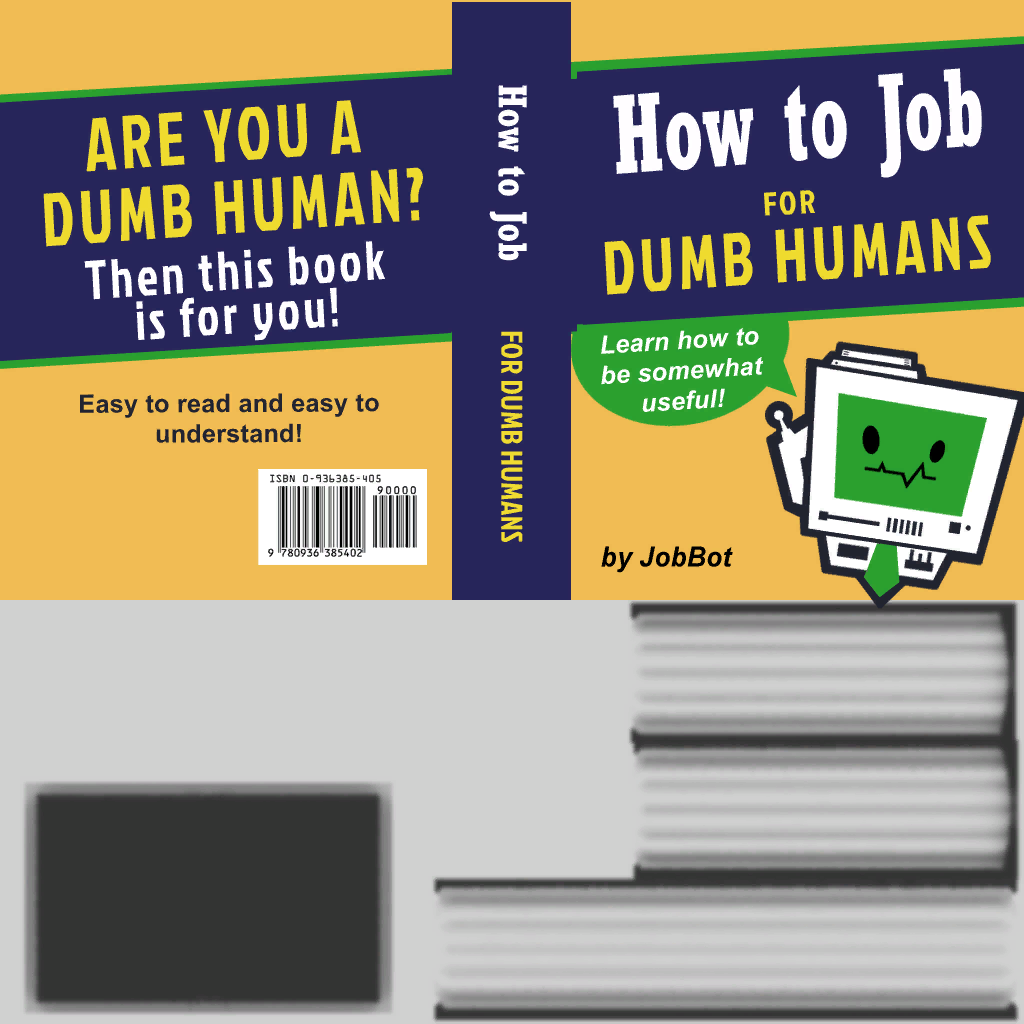 ARE YOU A
DUMB HUMAN?
Then this book
is for you!
Easy to read and easy to
understand!
ISBN 0-936385-405
90000
9 780936 385402
How to Job
FOR DUMB HUMANS
How to Job
FOR
DUMB HUMANS
Learn how to
be somewhat
useful!
by JobBot